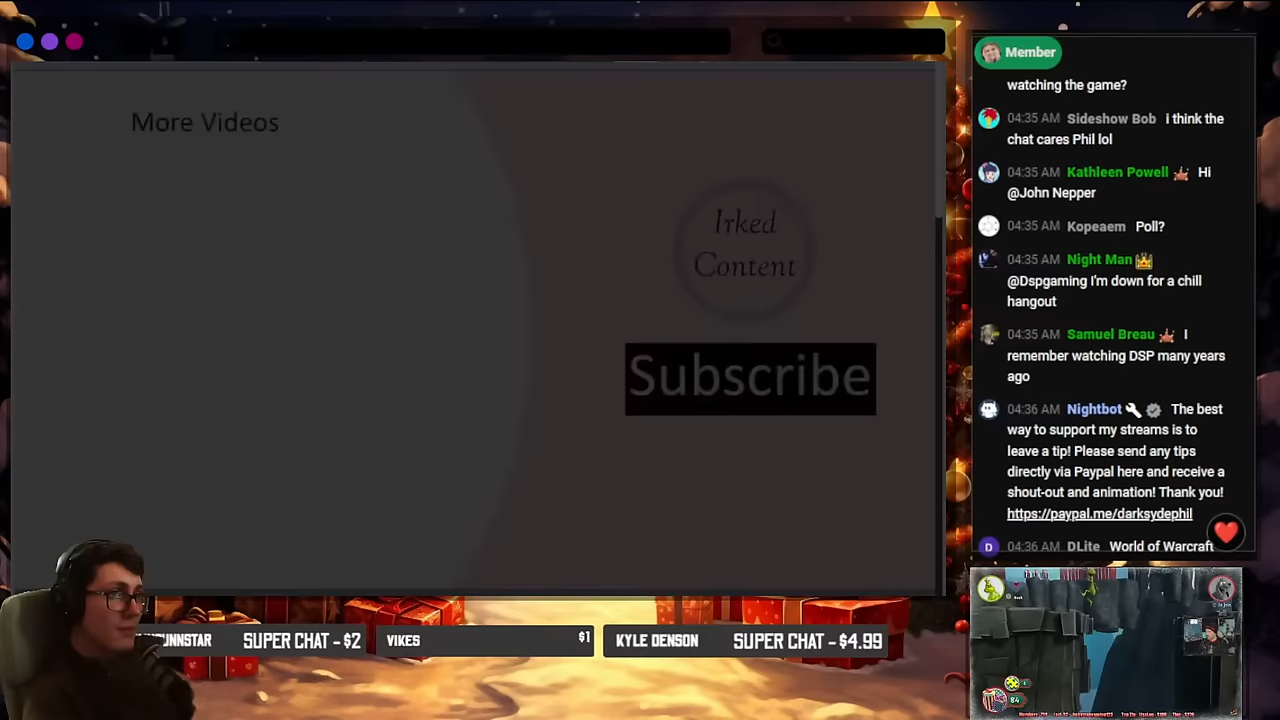 More Videos
Irked
Content
Subscribe
Member
watching the game?
04:35 AM Sideshow Bob i think the
chat cares Phil lol
04:35 AM Kathleen Powell Hi
@John Nepper
04:35 AM Kopeaem Poll?
04:35 AM Night Man
@Dspgaming I'm down for a chill
hangout
04:35 AM Samuel Breau I
remember watching DSP many years
ago
04:36 AM Nightbot The best
way to support my streams is to
leave a tip! Please send any tips
directly via Paypal here and receive a
shout-out and animation! Thank you!
https://paypal.me/darksydephil
D 04:36 AM DLite World of Warcraft
SUPER CHAT - $2
VIKES $1
KYLE DENSON SUPER CHAT - $4.99
84